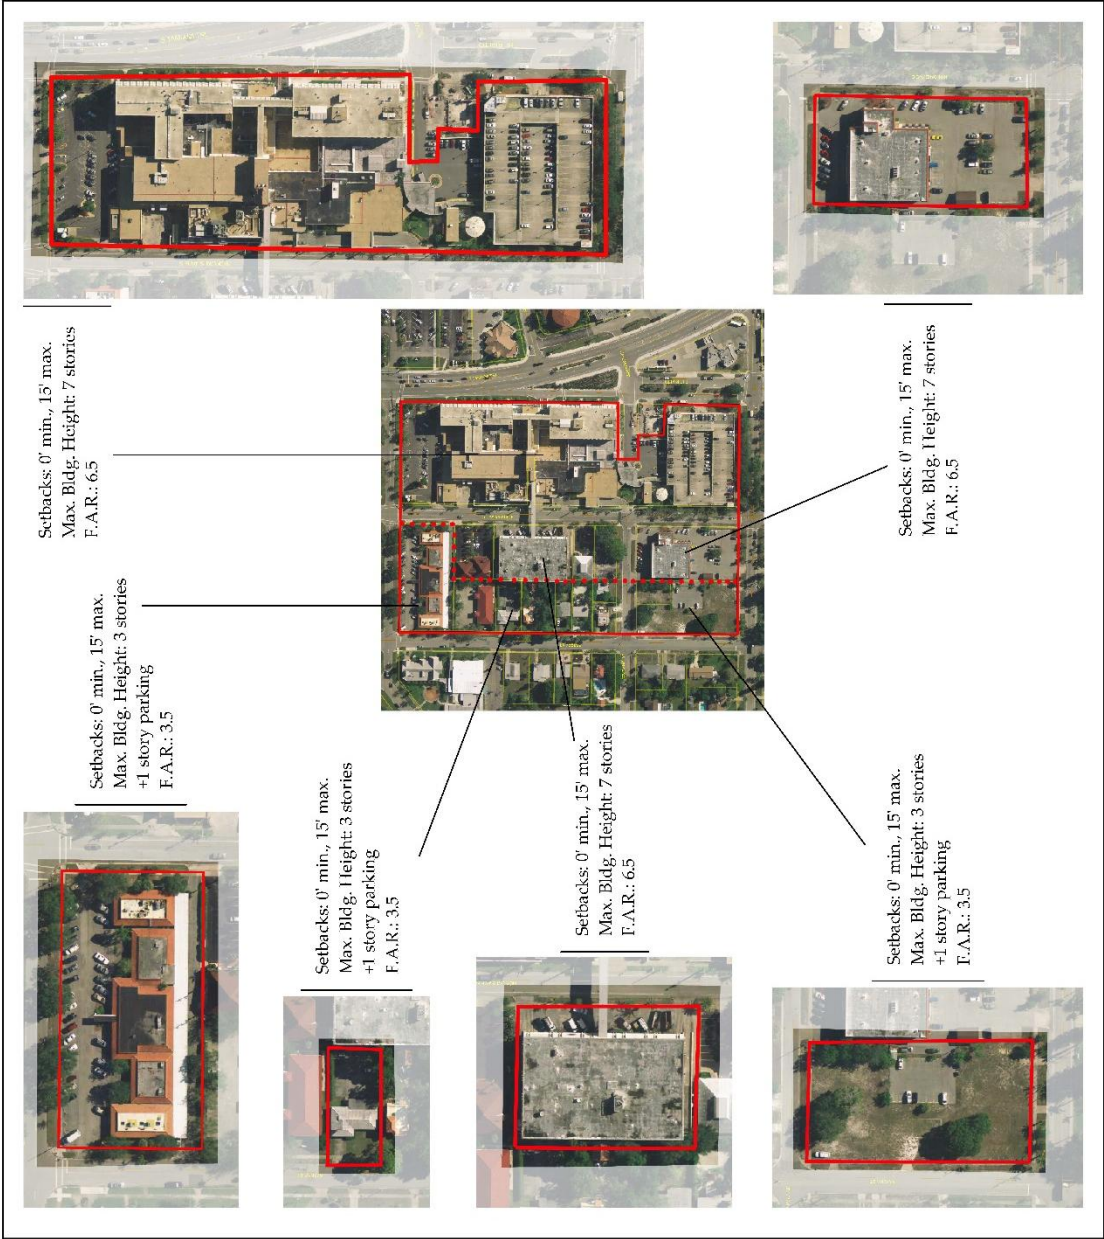 Setbacks: 0' min., 15' max.
Max. Bldg. Height: 7 stories
F.A.R.: 6.5
Setbacks: 0' min., 15' max.
Max. Bldg. Height: 7 stories
F.A.R.: 6.5
Setbacks: 0' min., 15' max.
Max. Bldg. Height: 3 stories
+1 story parking
F.A.R.: 3.5
Setbacks: 0' min., 15' max.
Max. Bldg. Height: 3 stories
+1 story parking
F.A.R.: 3.5
Setbacks: 0' min., 15' max.
Max. Bldg. Height: 7 stories
F.A.R.: 6.5
Setbacks: 0' min., 15' max.
Max. Bldg. Height: 3 stories
+1 story parking
F.A.R.: 3.5